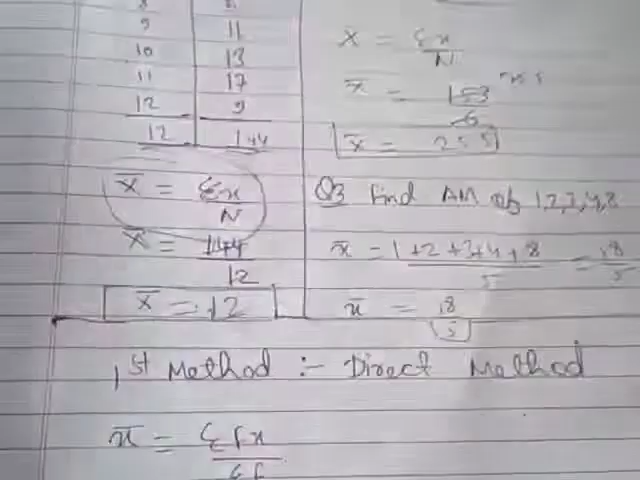 9 11
10 13
11 17
12 9
12 144
x̄ = Σx
N
x̄ = 144
12
x̄ = 12
x̄ = Σx
N
x̄ = 153
6
x̄ = 25.5
Q3 Find AM of 1,2,3,4,8
x̄ = 1+2+3+4+8 = 18
5 5
x̄ = 18
5
1st Method :- Direct Method
x̄ = Σfx
Σf